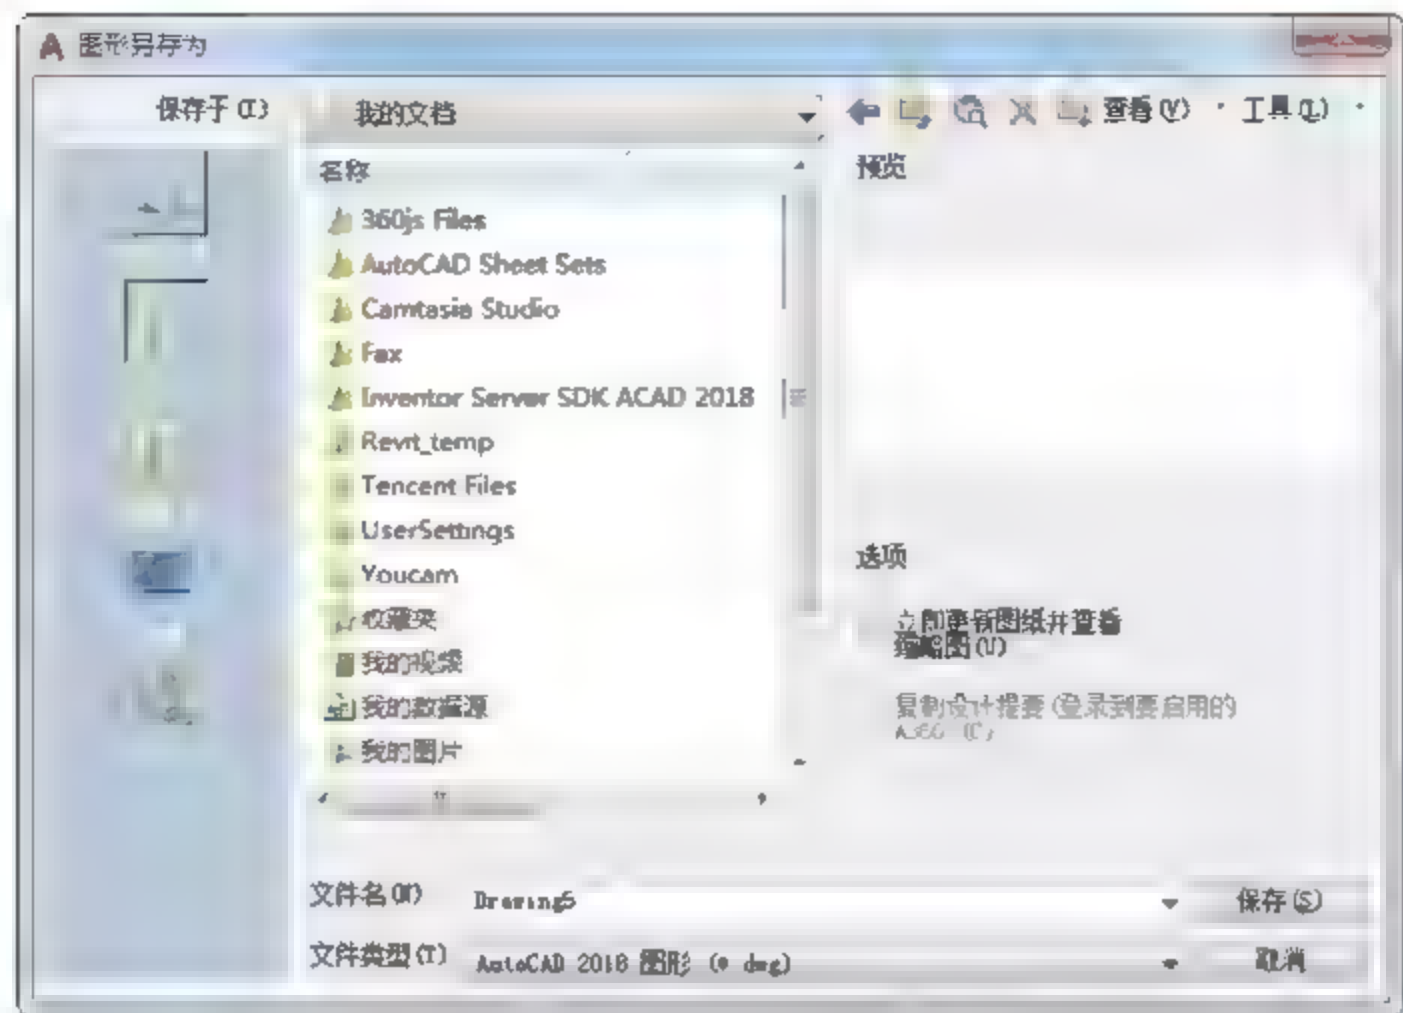 图形另存为
保存于(I) 我的文档 查看(V) 工具(L)
名称 预览
360js Files
AutoCAD Sheet Sets
Camtasia Studio
Fax
Inventor Server SDK ACAD 2018
Revit_temp
Tencent Files
UserSettings
Youcam
收藏夹
我的视频
我的数据源
我的图片
选项
立即更新图纸并查看
缩略图(U)
复制设计提要(登录到要启用的
A360 (C)
文件名(N) Drawing5 保存(S)
文件类型(T) AutoCAD 2018 图形 (* dwg) 取消